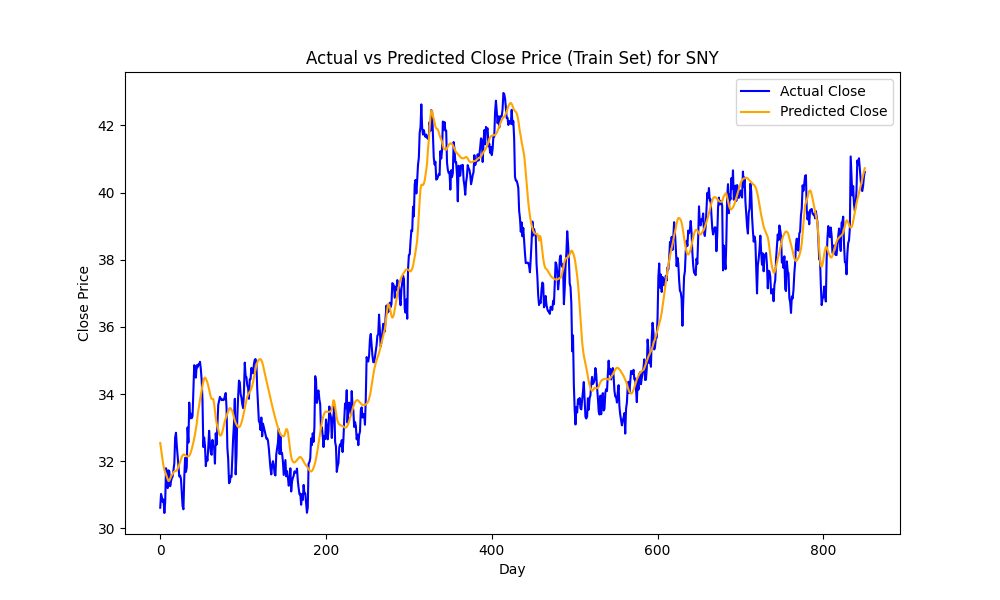 Actual vs Predicted Close Price (Train Set) for SNY
Actual Close
Predicted Close
Close Price
42
40
38
36
34
32
30
0 200 400 600 800
Day